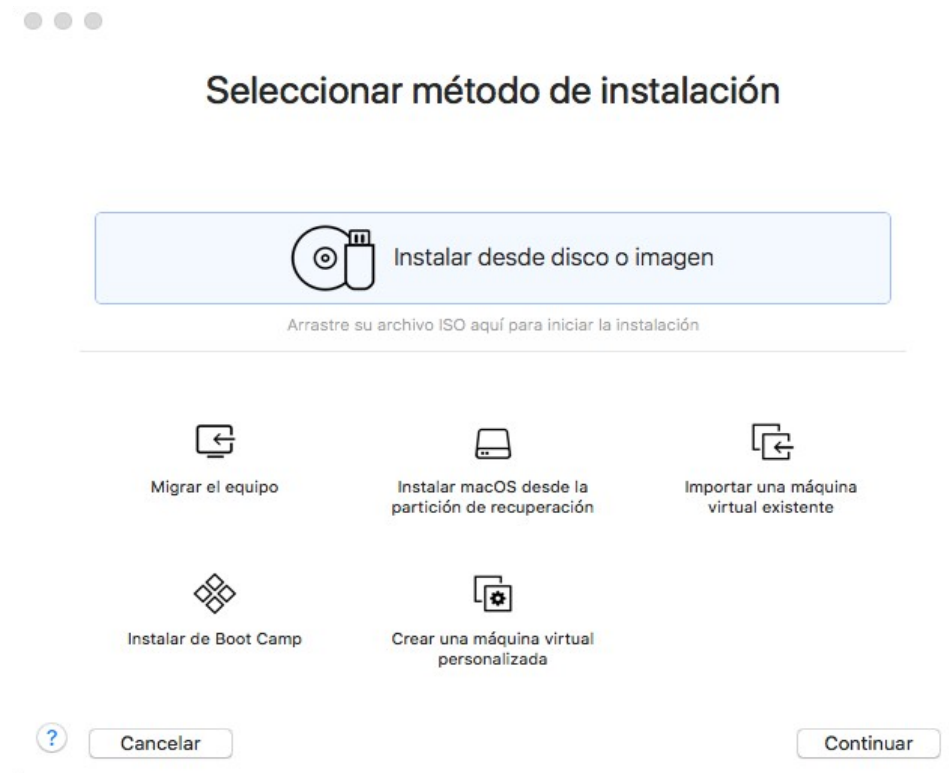 Seleccionar método de instalación
Instalar desde disco o imagen
Arrastre su archivo ISO aquí para iniciar la instalación
Migrar el equipo
Instalar macOS desde la
partición de recuperación
Importar una máquina
virtual existente
Instalar de Boot Camp
Crear una máquina virtual
personalizada
?
Cancelar
Continuar